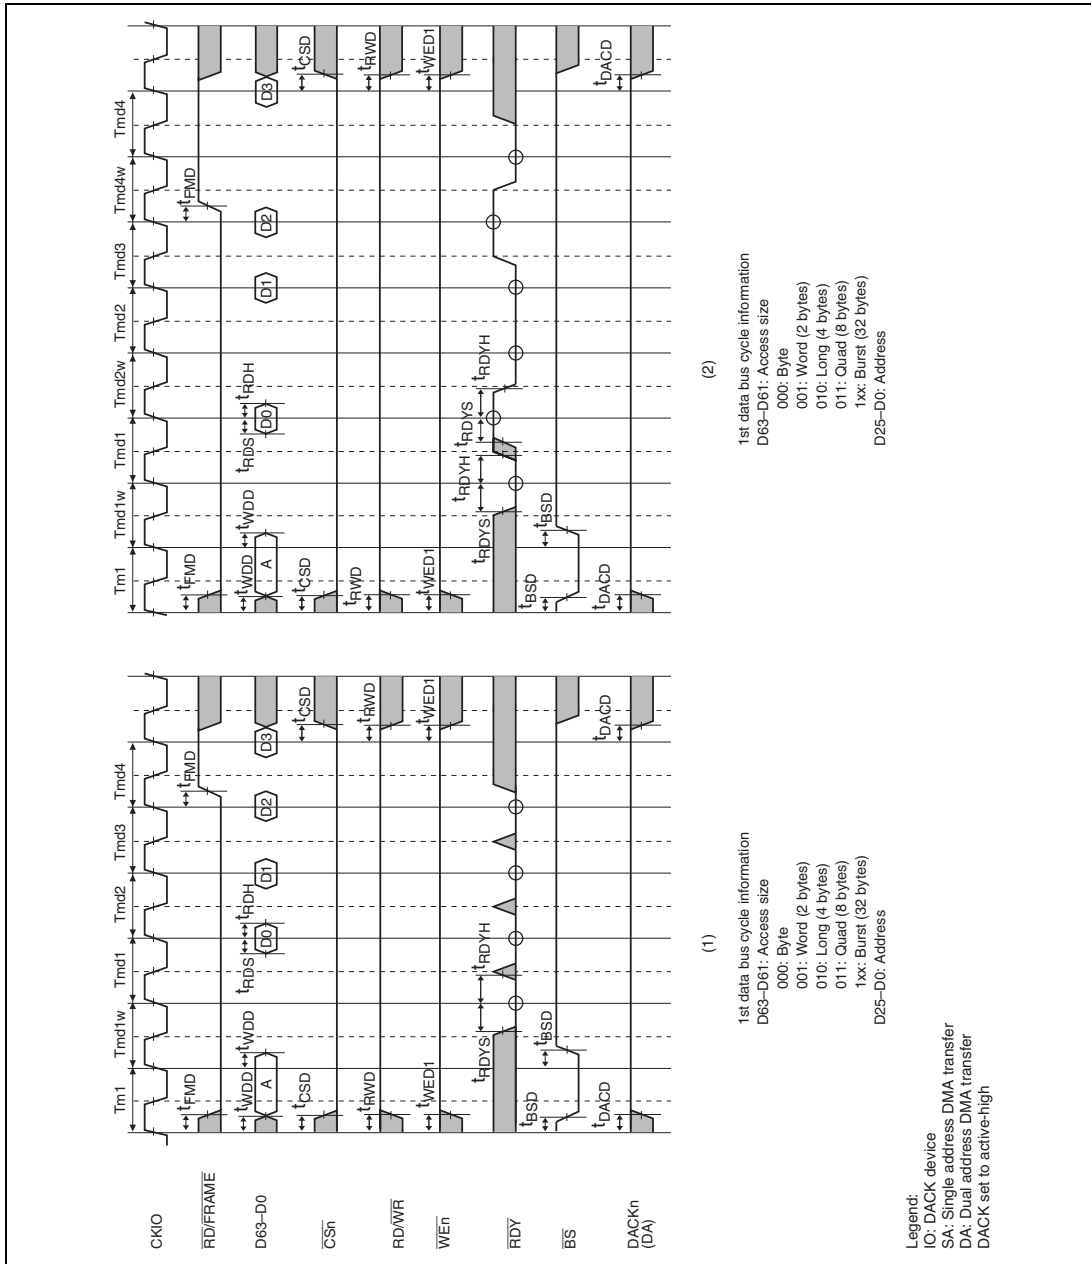 CKIO
RD/FRAME
D63–D0
CSn
RD/WR
WEn
RDY
BS
DACKn
(DA)
Tm1
Tmd1w
Tmd1
Tmd2
Tmd3
Tmd4
tFMD
tFMD
tWDD
A
tWDD
tRDS
D0
tRDH
D1
D2
D3
tCSD
tCSD
tRWD
tRWD
tWED1
tWED1
tRDYS
tRDYH
tBSD
tBSD
tDACD
tDACD
(1)
1st data bus cycle information
D63–D61: Access size
000: Byte
001: Word (2 bytes)
010: Long (4 bytes)
011: Quad (8 bytes)
1xx: Burst (32 bytes)
D25–D0: Address
Tm1
Tmd1w
Tmd1
Tmd2w
Tmd2
Tmd3
Tmd4w
Tmd4
tFMD
tFMD
tWDD
A
tWDD
tRDS
D0
tRDH
D1
D2
D3
tCSD
tCSD
tRWD
tRWD
tWED1
tWED1
tRDYS
tRDYH
tRDYS
tRDYH
tBSD
tBSD
tDACD
tDACD
(2)
1st data bus cycle information
D63–D61: Access size
000: Byte
001: Word (2 bytes)
010: Long (4 bytes)
011: Quad (8 bytes)
1xx: Burst (32 bytes)
D25–D0: Address
Legend:
IO: DACK device
SA: Single address DMA transfer
DA: Dual address DMA transfer
DACK set to active-high